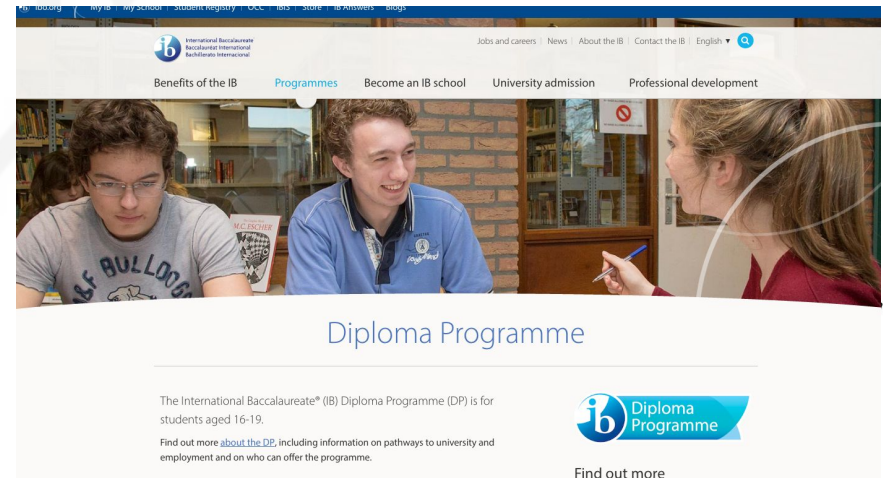 ibo.org My IB | My School | Student Registry | OCC | IBIS | Store | IB Answers Blogs
International Baccalaureate
Baccalauréat International
Bachillerato Internacional
Jobs and careers | News | About the IB | Contact the IB | English ▼
Benefits of the IB Programmes Become an IB school University admission Professional development
M.C. ESCHER
BULLDOGS
Diploma Programme
The International Baccalaureate® (IB) Diploma Programme (DP) is for
students aged 16-19.
Find out more about the DP, including information on pathways to university and
employment and on who can offer the programme.
ib Diploma
Programme
Find out more